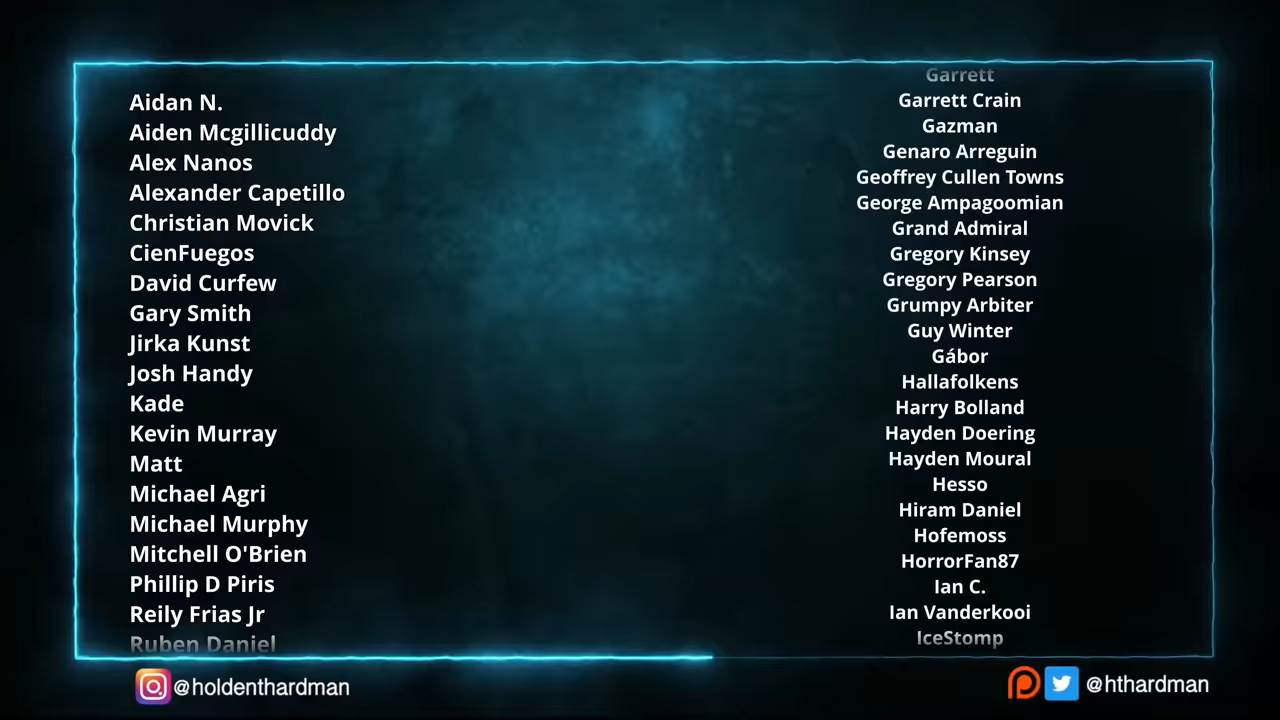 Aidan N.
Aiden Mcgillicuddy
Alex Nanos
Alexander Capetillo
Christian Movick
CienFuegos
David Curfew
Gary Smith
Jirka Kunst
Josh Handy
Kade
Kevin Murray
Matt
Michael Agri
Michael Murphy
Mitchell O'Brien
Phillip D Piris
Reily Frias Jr
Ruben Daniel
Garrett
Garrett Crain
Gazman
Genaro Arreguin
Geoffrey Cullen Towns
George Ampagoomian
Grand Admiral
Gregory Kinsey
Gregory Pearson
Grumpy Arbiter
Guy Winter
Gábor
Hallafolkens
Harry Bolland
Hayden Doering
Hayden Moural
Hesso
Hiram Daniel
Hofemoss
HorrorFan87
Ian C.
Ian Vanderkooi
IceStomp
@holdenthardman
@hthardman